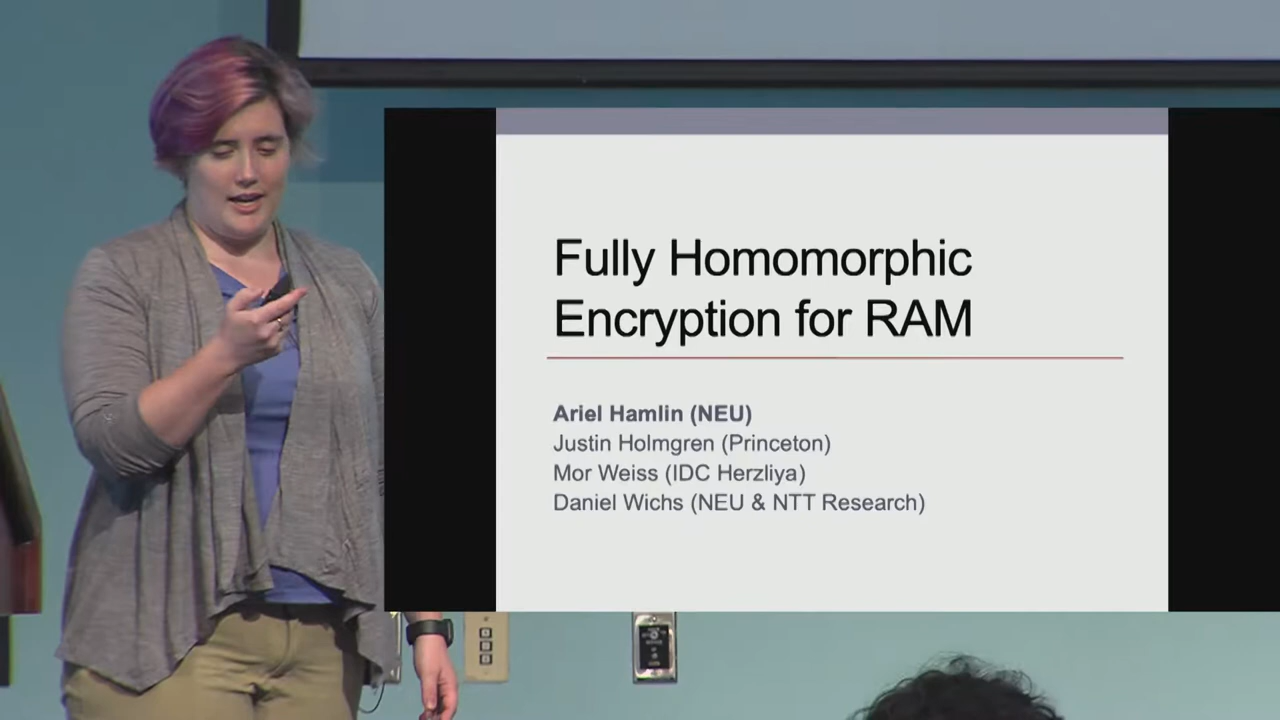 Fully Homomorphic
Encryption for RAM
Ariel Hamlin (NEU)
Justin Holmgren (Princeton)
Mor Weiss (IDC Herzliya)
Daniel Wichs (NEU & NTT Research)